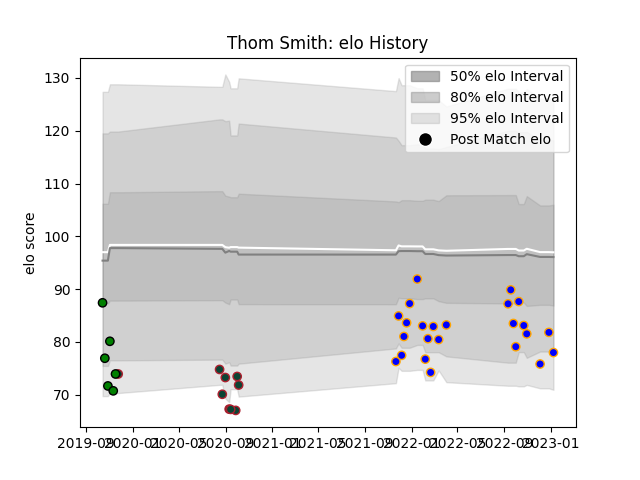 Thom Smith: elo History
50% elo Interval
80% elo Interval
95% elo Interval
Post Match elo
elo score
130
120
110
100
90
80
70
2019-09 2020-01 2020-05 2020-09 2021-01 2021-05 2021-09 2022-01 2022-05 2022-09 2023-01